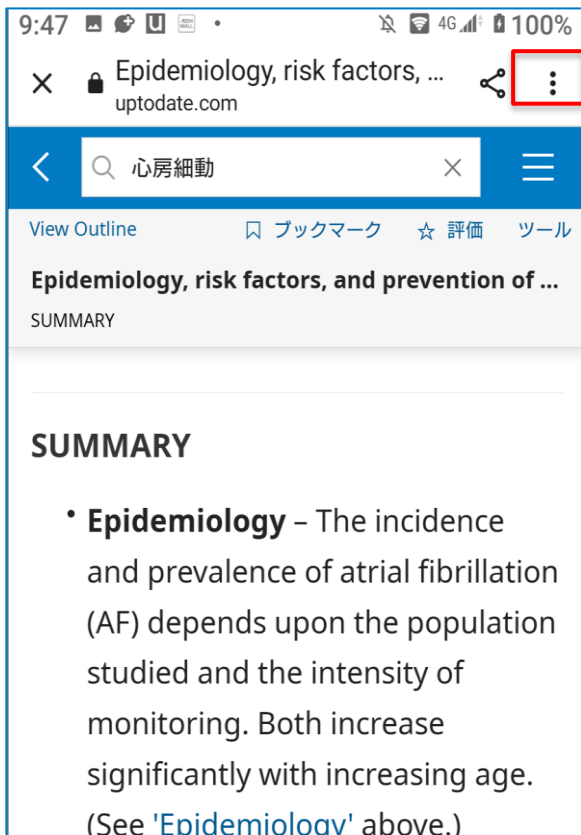 9:47 4G 100%
Epidemiology, risk factors, ...
uptodate.com
心房細動
View Outline ブックマーク 評価 ツール
Epidemiology, risk factors, and prevention of ...
SUMMARY
SUMMARY
• Epidemiology – The incidence
and prevalence of atrial fibrillation
(AF) depends upon the population
studied and the intensity of
monitoring. Both increase
significantly with increasing age.
(See 'Epidemiology' above.)